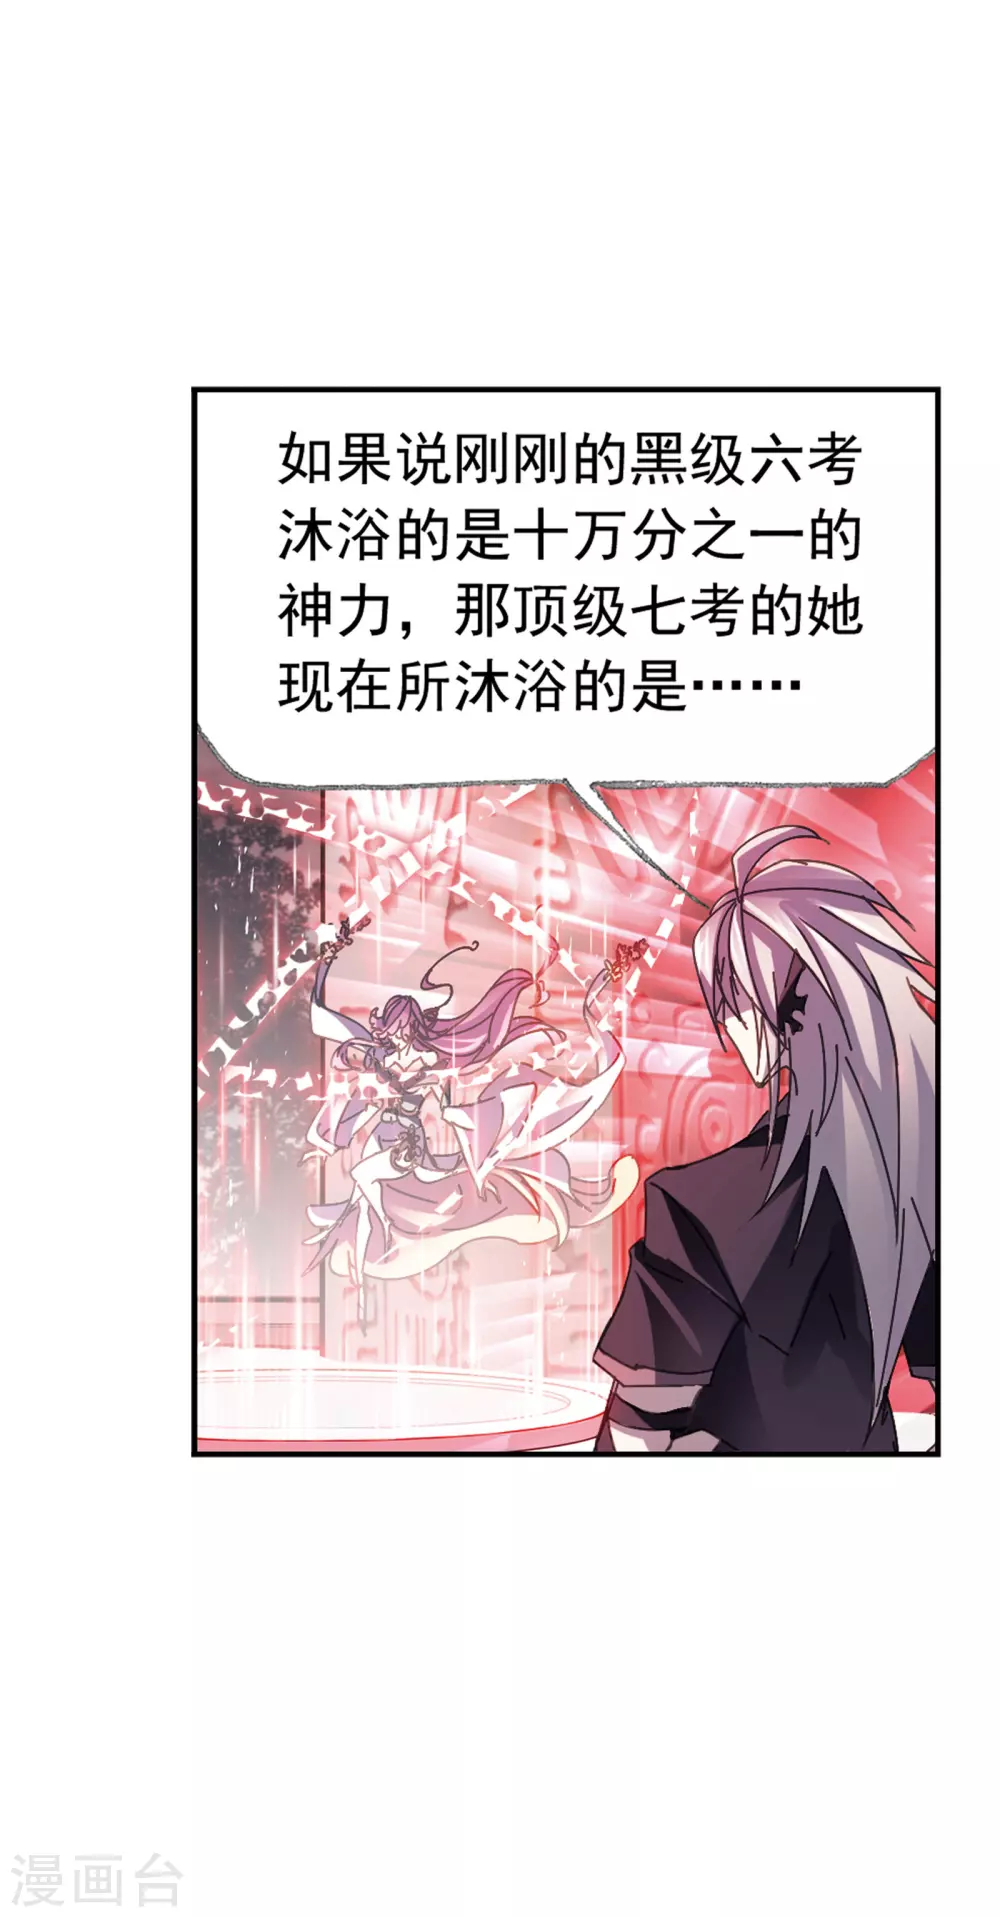 如果说刚刚的黑级六考
沐浴的是十万分之一的
神力，那顶级七考的她
现在所沐浴的是……
漫画台